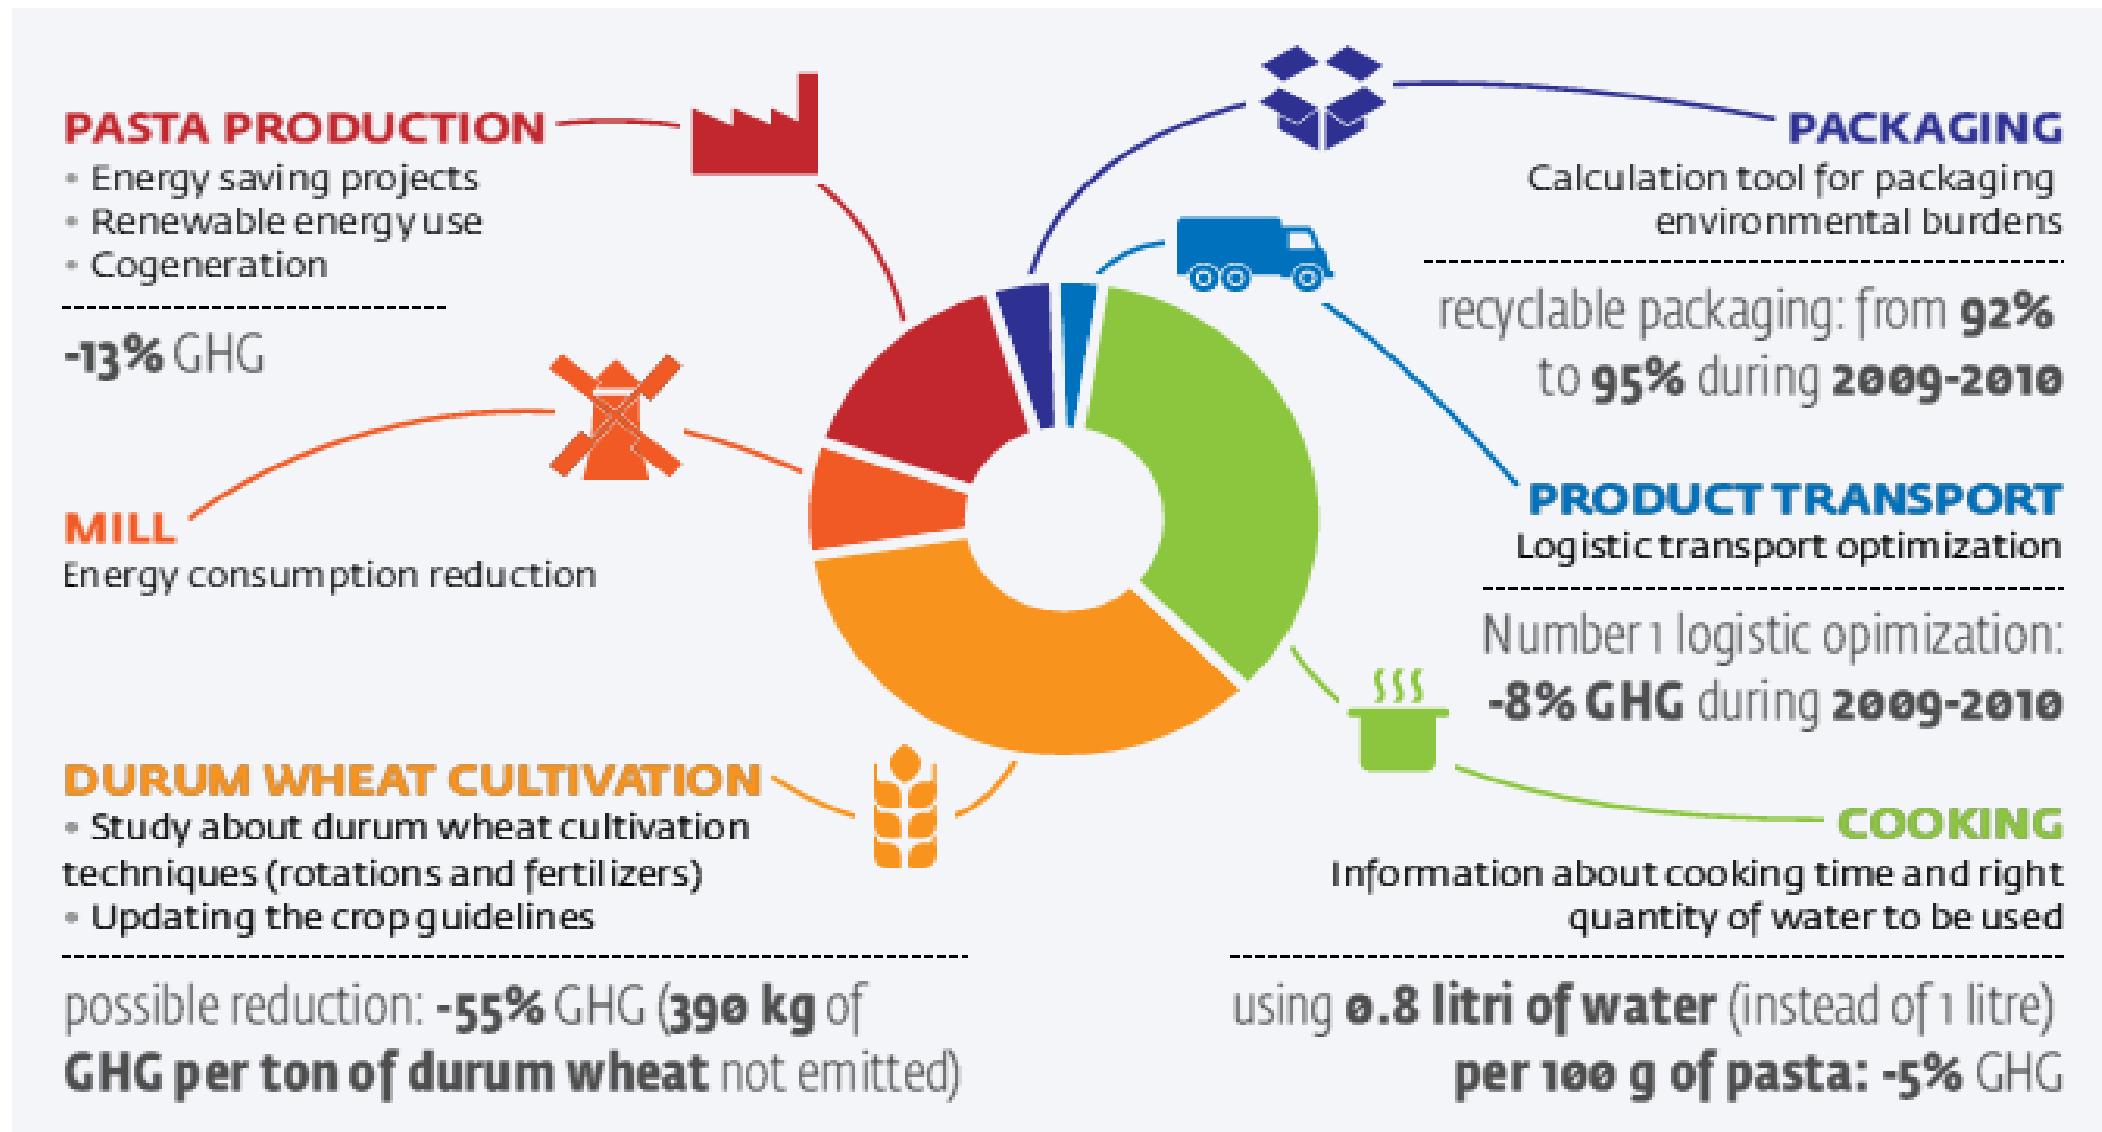 PASTA PRODUCTION
• Energy saving projects
• Renewable energy use
• Cogeneration
-13% GHG
MILL
Energy consumption reduction
DURUM WHEAT CULTIVATION
• Study about durum wheat cultivation
techniques (rotations and fertilizers)
• Updating the crop guidelines
possible reduction: -55% GHG (390 kg of
GHG per ton of durum wheat not emitted)
PACKAGING
Calculation tool for packaging
environmental burdens
recyclable packaging: from 92%
to 95% during 2009-2010
PRODUCT TRANSPORT
Logistic transport optimization
Number 1 logistic opimization:
-8% GHG during 2009-2010
COOKING
Information about cooking time and right
quantity of water to be used
using 0.8 litri of water (instead of 1 litre)
per 100 g of pasta: -5% GHG